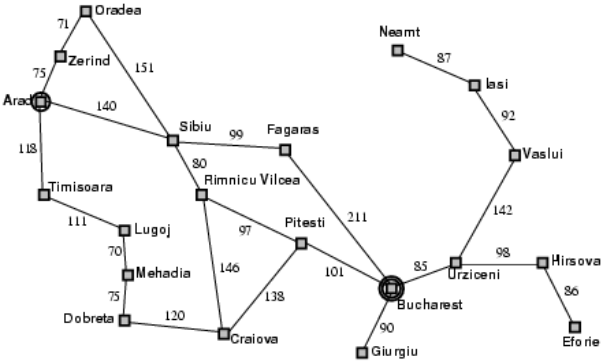 Oradea
71
Neamt
Zerind
87
75
151
Iasi
Arad
140
92
Sibiu
Fagaras
99
118
Vaslui
80
Timisoara
Rimnicu Vilcea
211
142
111
Lugoj
97
Pitesti
70
98
Hirsova
Mehadia
146
101
85
Urziceni
75
138
86
120
Bucharest
Dobreta
90
Craiova
Eforie
Giurgiu